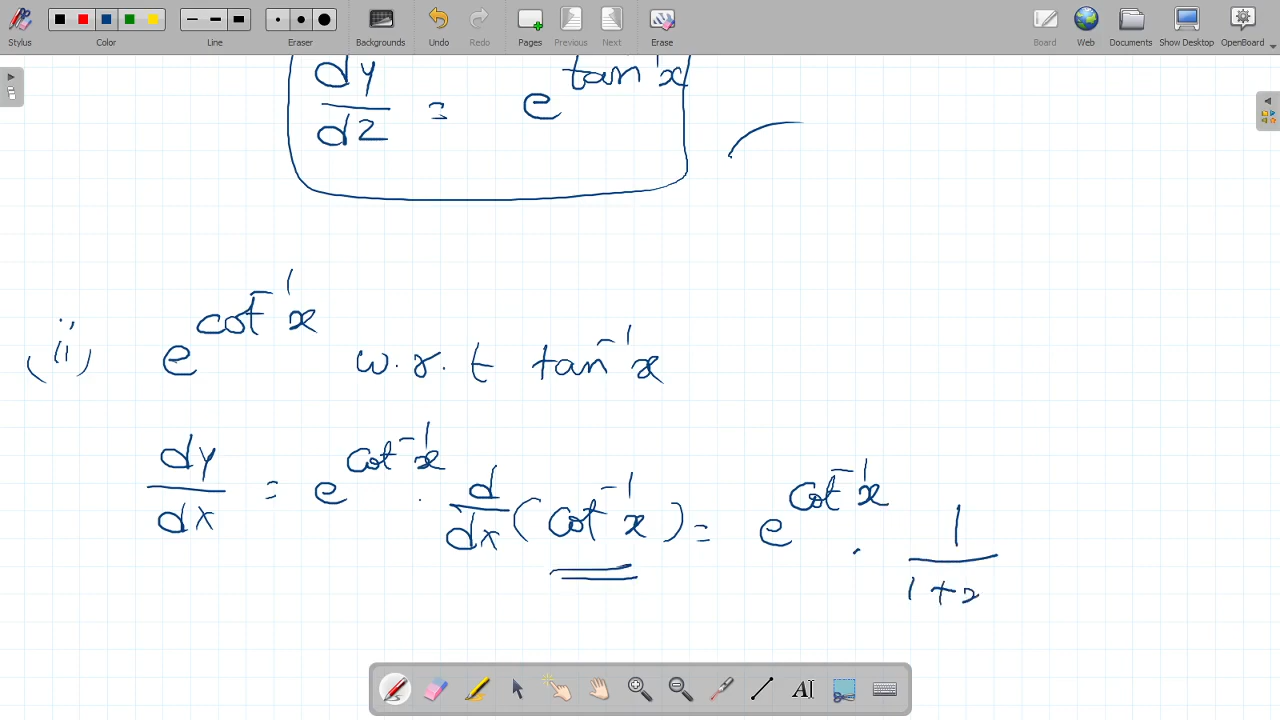 Stylus Color Line Eraser Backgrounds Undo Redo Pages Previous Next Erase Board Web Documents Show Desktop OpenBoard
dy/dz = e^tan⁻¹x
(ii) e^cot⁻¹x w.r.t tan⁻¹x
dy/dx = e^cot⁻¹x · d/dx (cot⁻¹x) = e^cot⁻¹x · 1/1+x
AI